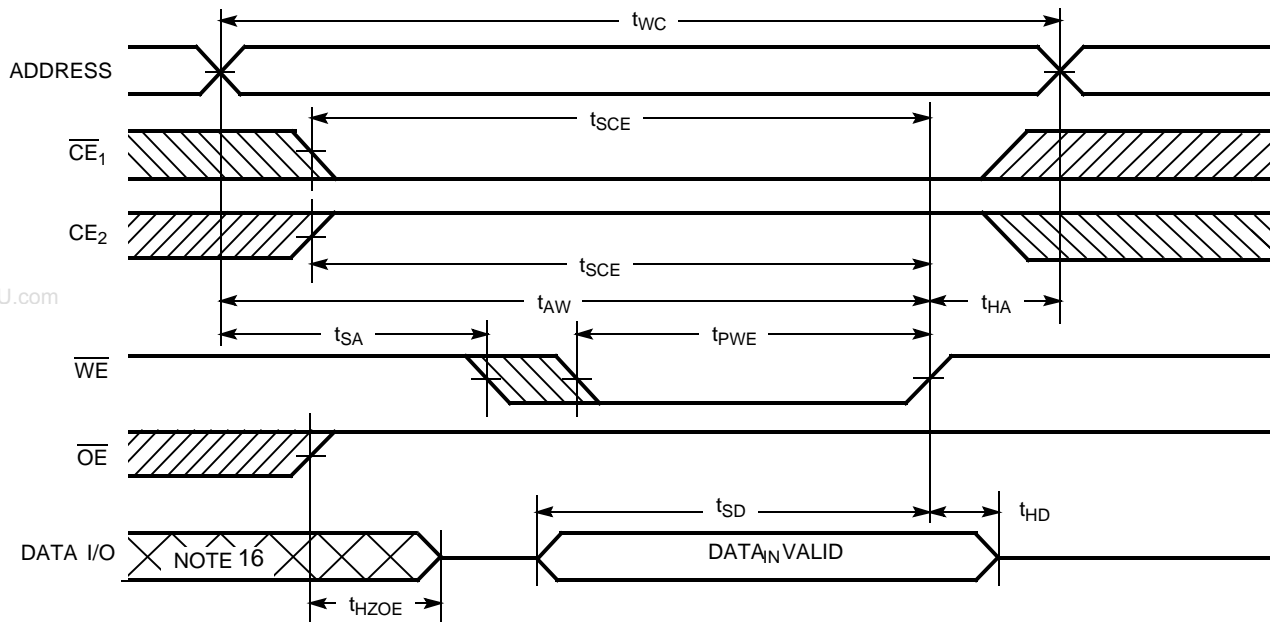 tWC
ADDRESS
tSCE
CE1
CE2
tSCE
U.com
tAW
tHA
tSA
tPWE
WE
OE
tSD
tHD
DATA I/O
NOTE 16
DATAIN VALID
tHZOE